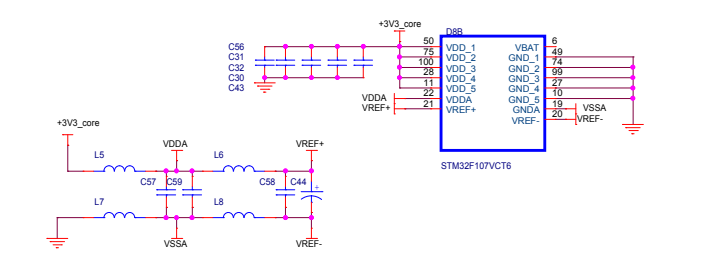 +3V3_core
D8B
C56
C31
C32
C30
C43
50 VDD_1 VBAT 6
75 VDD_2 GND_1 49
100 VDD_3 GND_2 74
28 VDD_4 GND_3 99
11 VDD_5 GND_4 27
VDDA 22 VDDA GND_5 10
VREF+ 21 VREF+ GNDA 19 VSSA
VREF- 20 VREF-
STM32F107VCT6
+3V3_core
VDDA VREF+
L5 L6
C57 C59 C58 C44
+
L7 L8
VSSA VREF-